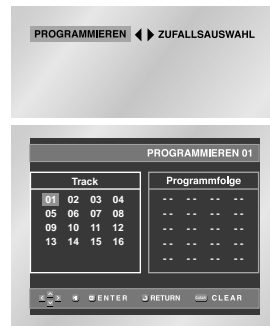 PROGRAMMIEREN ZUFALLSAUSWAHL
PROGRAMMIEREN 01
Track
01 02 03 04
05 06 07 08
09 10 11 12
13 14 15 16
Programmfolge
-- -- -- --
-- -- -- --
-- -- -- --
-- -- -- --
-- -- -- --
ENTER RETURN CLEAR